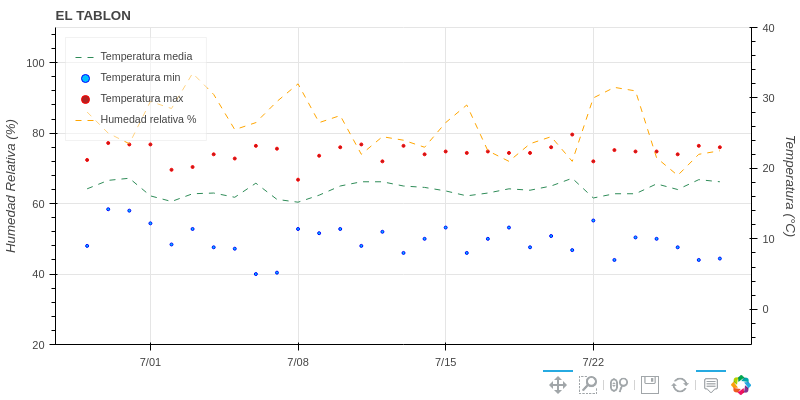 EL TABLON
Temperatura media
Temperatura min
Temperatura max
Humedad relativa %
Humedad Relativa (%)
100
80
60
40
20
40
30
20
10
0
Temperatura (°C)
7/01
7/08
7/15
7/22